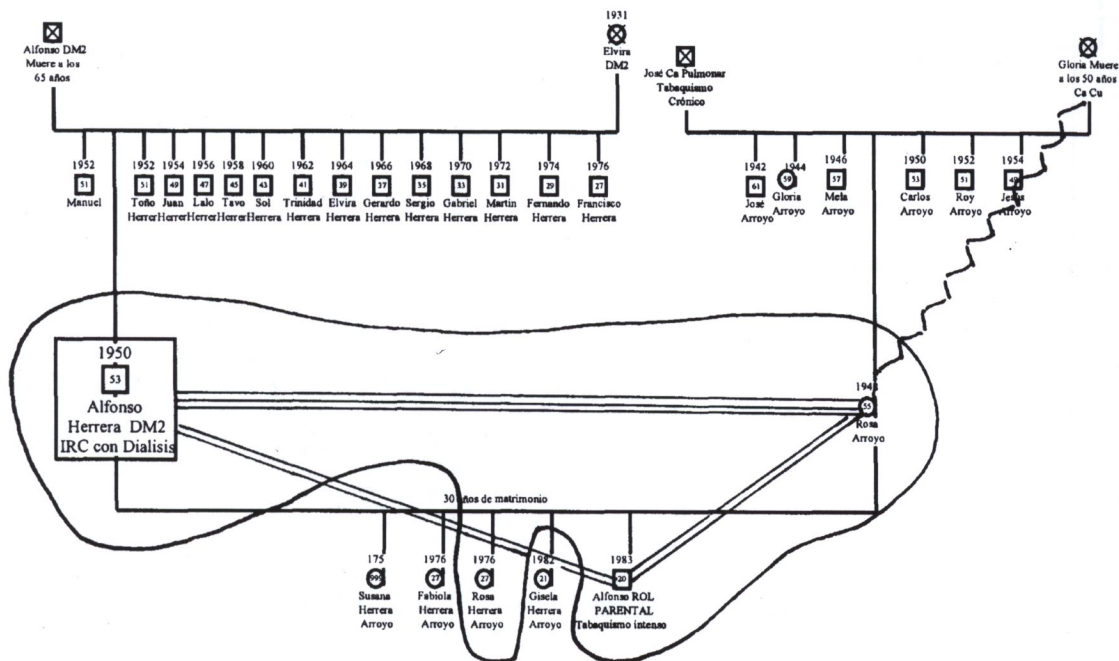 Alfonso DM2
Muere a los
65 años
1931
Elvira
DM2
José Ca Pulmonar
Tabaquismo
Crónico
Gloria Muere
a los 50 años
Ca Cu
1952
51
Manuel
1952
51
Toño
Herrer
1954
49
Juan
Herrer
1956
47
Lalo
Herrer
1958
45
Tavo
Herrera
1960
43
Sol
Herrera
1962
41
Trinidad
Herrera
1964
39
Elvira
Herrera
1966
37
Gerardo
Herrera
1968
35
Sergio
Herrera
1970
33
Gabriel
Herrera
1972
31
Martin
Herrera
1974
29
Fernando
Herrera
1976
27
Francisco
Herrera
1942
61
José
Arroyo
1944
59
Gloria
Arroyo
1946
57
Mela
Arroyo
1950
53
Carlos
Arroyo
1952
51
Roy
Arroyo
1954
49
Jesús
Arroyo
1950
53
Alfonso
Herrera DM2
IRC con Dialisis
55
Rosa
Arroyo
30 años de matrimonio
175
Susana
Herrera
Arroyo
1976
27
Fabiola
Herrera
Arroyo
1976
27
Rosa
Herrera
Arroyo
1982
21
Gisela
Herrera
Arroyo
1983
20
Alfonso ROL
PARENTAL
Tabaquismo intenso